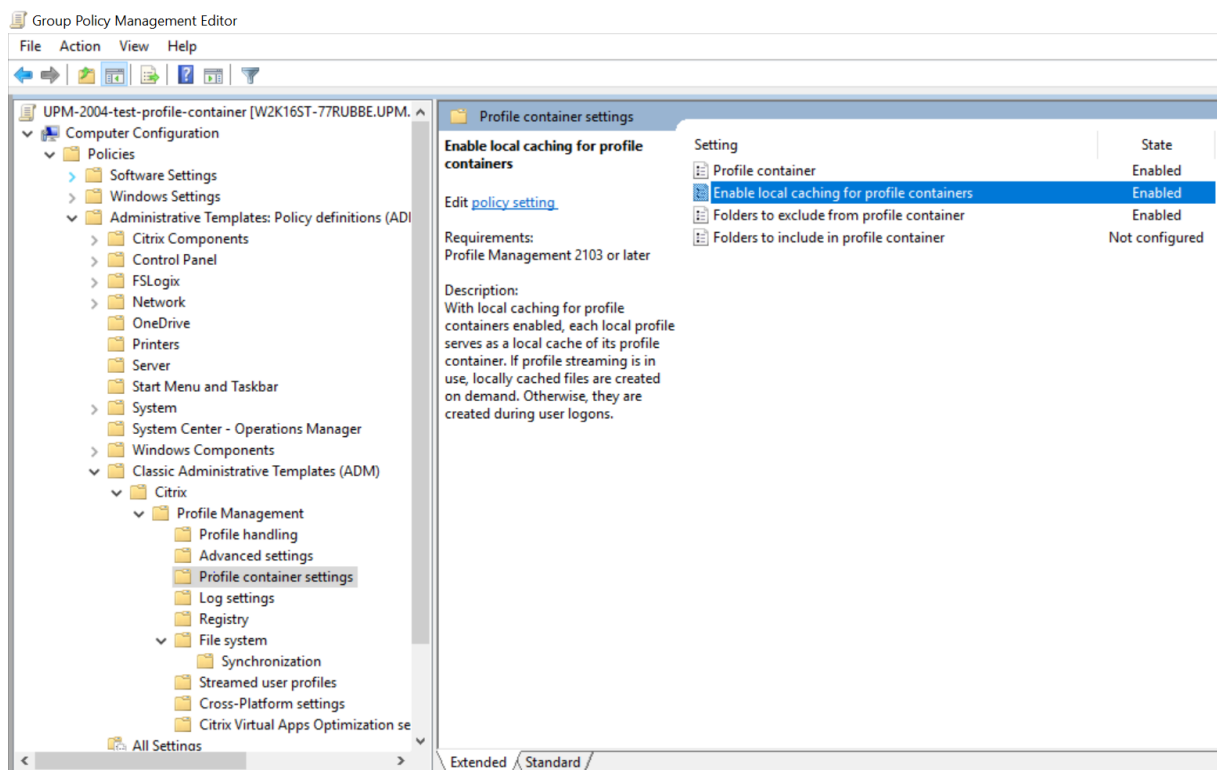 Group Policy Management Editor
File Action View Help
UPM-2004-test-profile-container [W2K16ST-77RUBBE.UPM.
Computer Configuration
Policies
Software Settings
Windows Settings
Administrative Templates: Policy definitions (ADI
Citrix Components
Control Panel
FSLogix
Network
OneDrive
Printers
Server
Start Menu and Taskbar
System
System Center - Operations Manager
Windows Components
Classic Administrative Templates (ADM)
Citrix
Profile Management
Profile handling
Advanced settings
Profile container settings
Log settings
Registry
File system
Synchronization
Streamed user profiles
Cross-Platform settings
Citrix Virtual Apps Optimization se
All Settings
Profile container settings
Enable local caching for profile
containers
Edit policy setting
Requirements:
Profile Management 2103 or later
Description:
With local caching for profile
containers enabled, each local profile
serves as a local cache of its profile
container. If profile streaming is in
use, locally cached files are created
on demand. Otherwise, they are
created during user logons.
Setting State
Profile container Enabled
Enable local caching for profile containers Enabled
Folders to exclude from profile container Enabled
Folders to include in profile container Not configured
Extended Standard